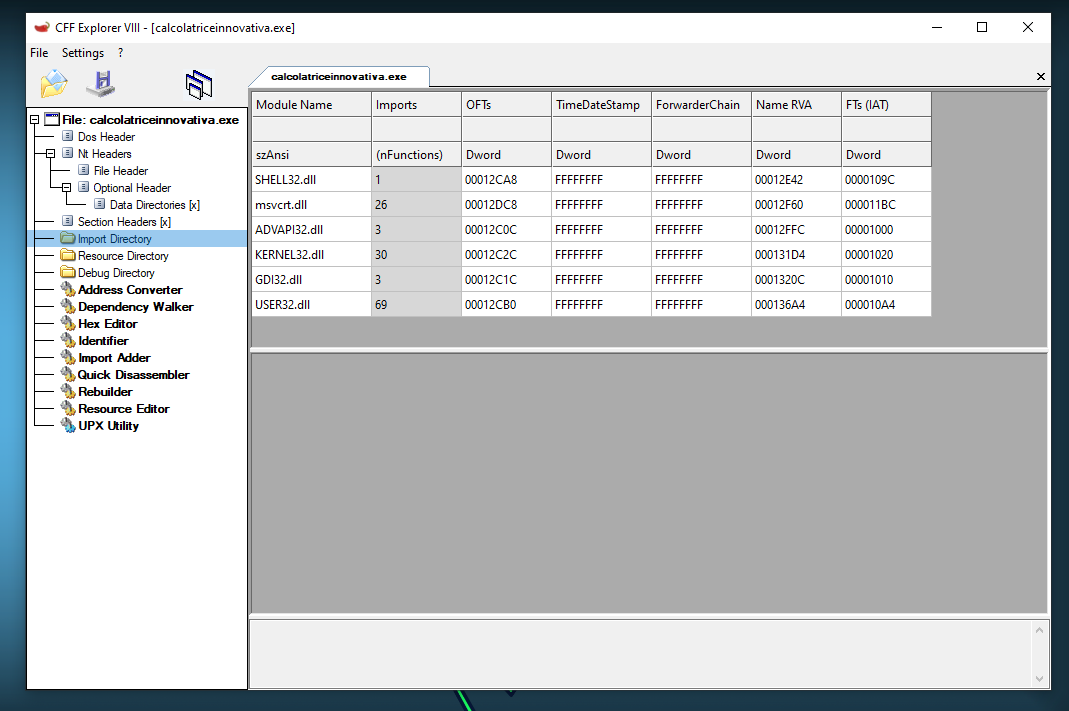 CFF Explorer VIII - [calcolatriceinnovativa.exe]
File Settings ?
calcolatriceinnovativa.exe
File: calcolatriceinnovativa.exe
Dos Header
Nt Headers
File Header
Optional Header
Data Directories [x]
Section Headers [x]
Import Directory
Resource Directory
Debug Directory
Address Converter
Dependency Walker
Hex Editor
Identifier
Import Adder
Quick Disassembler
Rebuilder
Resource Editor
UPX Utility
Module Name Imports OFTs TimeDateStamp ForwarderChain Name RVA FTs (IAT)
szAnsi (nFunctions) Dword Dword Dword Dword Dword
SHELL32.dll 1 00012CA8 FFFFFFFF FFFFFFFF 00012E42 0000109C
msvcrt.dll 26 00012DC8 FFFFFFFF FFFFFFFF 00012F60 000011BC
ADVAPI32.dll 3 00012C0C FFFFFFFF FFFFFFFF 00012FFC 00001000
KERNEL32.dll 30 00012C2C FFFFFFFF FFFFFFFF 000131D4 00001020
GDI32.dll 3 00012C1C FFFFFFFF FFFFFFFF 0001320C 00001010
USER32.dll 69 00012CB0 FFFFFFFF FFFFFFFF 000136A4 000010A4